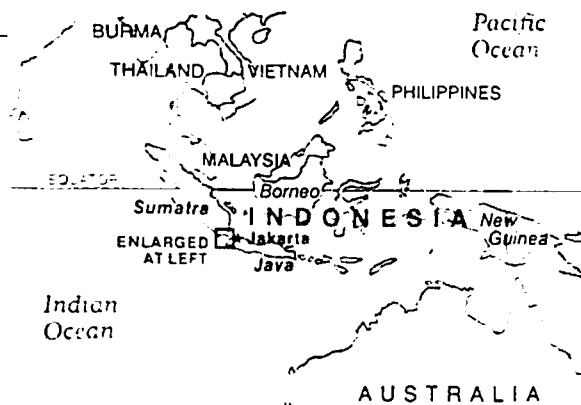 Pacific
Ocean
BURMA
THAILAND
VIETNAM
PHILIPPINES
MALAYSIA
EQUATOR
Borneo
Sumatra
INDONESIA
New
Guinea
ENLARGED
AT LEFT
Jakarta
Java
Indian
Ocean
AUSTRALIA